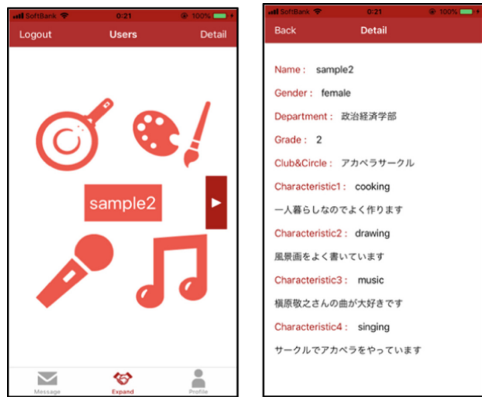 SoftBank 0:21 100%
Logout Users Detail
sample2
Message Expand Profile
SoftBank 0:21 100%
Back Detail
Name : sample2
Gender : female
Department : 政治経済学部
Grade : 2
Club&Circle : アカペラサークル
Characteristic1 : cooking
一人暮らしなのでよく作ります
Characteristic2 : drawing
風景画をよく書いています
Characteristic3 : music
槇原敬之さんの曲が大好きです
Characteristic4 : singing
サークルでアカペラをやっています